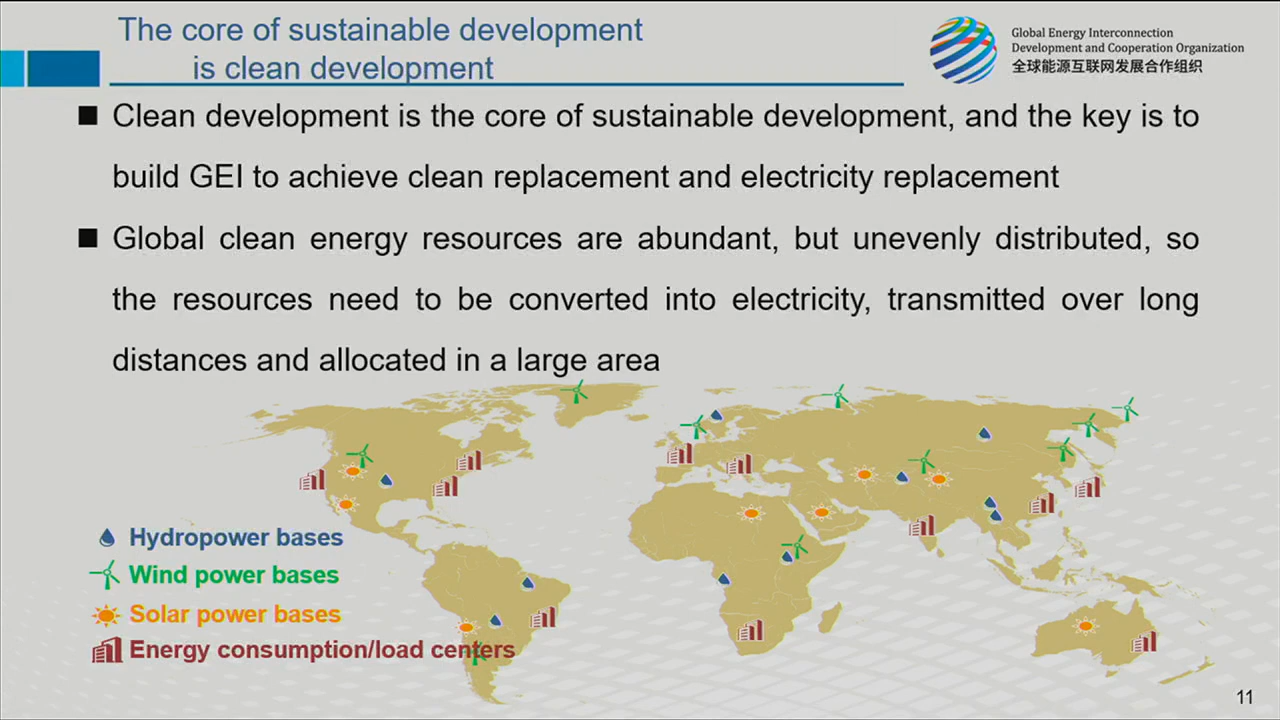 The core of sustainable development
is clean development
Global Energy Interconnection
Development and Cooperation Organization
全球能源互联网发展合作组织
■ Clean development is the core of sustainable development, and the key is to
build GEI to achieve clean replacement and electricity replacement
■ Global clean energy resources are abundant, but unevenly distributed, so
the resources need to be converted into electricity, transmitted over long
distances and allocated in a large area
Hydropower bases
Wind power bases
Solar power bases
Energy consumption/load centers
11